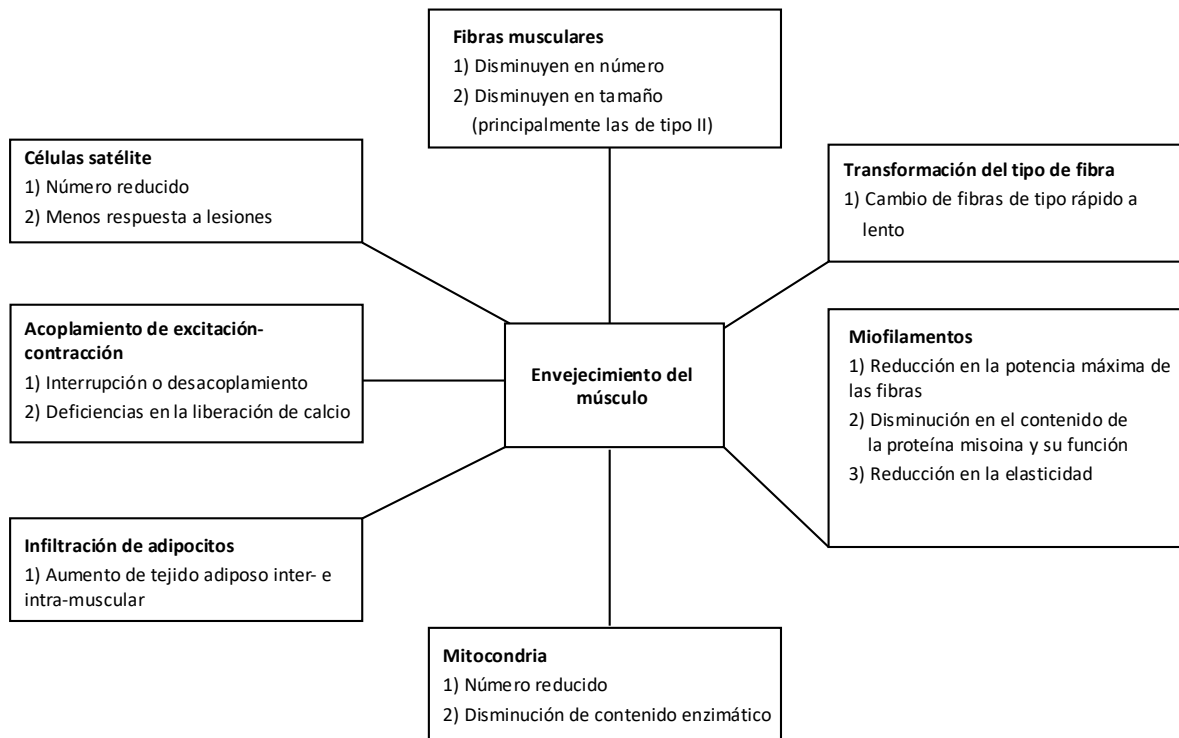 Fibras musculares
1) Disminuyen en número
2) Disminuyen en tamaño
(principalmente las de tipo II)
Células satélite
1) Número reducido
2) Menos respuesta a lesiones
Transformación del tipo de fibra
1) Cambio de fibras de tipo rápido a
lento
Acoplamiento de excitación-
contracción
1) Interrupción o desacoplamiento
2) Deficiencias en la liberación de calcio
Envejecimiento del
músculo
Miofilamentos
1) Reducción en la potencia máxima de
las fibras
2) Disminución en el contenido de
la proteína misoina y su función
3) Reducción en la elasticidad
Infiltración de adipocitos
1) Aumento de tejido adiposo inter- e
intra-muscular
Mitocondria
1) Número reducido
2) Disminución de contenido enzimático